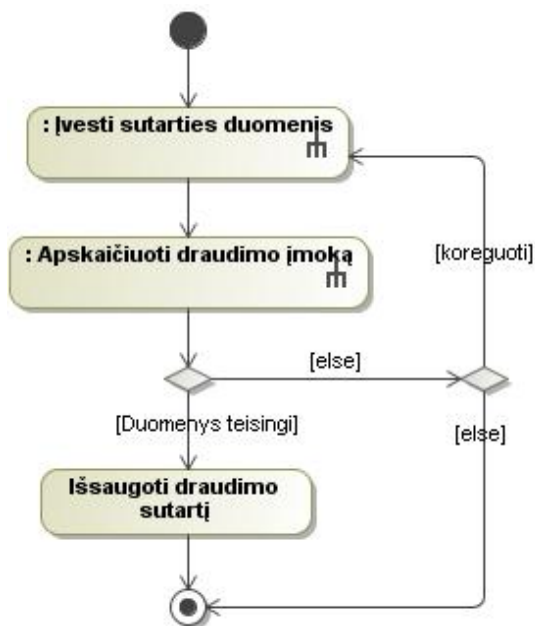 : Įvesti sutarties duomenis
: Apskaičiuoti draudimo įmoką
[koreguoti]
[else]
[Duomenys teisingi]
[else]
Išsaugoti draudimo
sutartį